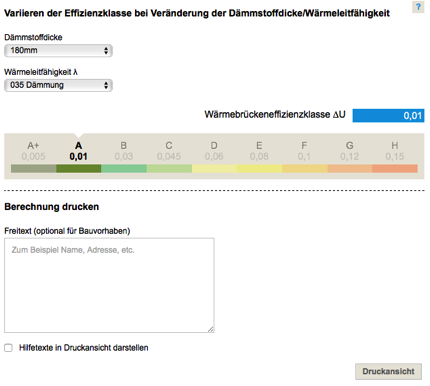 Variieren der Effizienzklasse bei Veränderung der Dämmstoffdicke/Wärmeleitfähigkeit
?
Dämmstoffdicke
180mm
Wärmeleitfähigkeit λ
035 Dämmung
Wärmebrückeneffizienzklasse ΔU 0,01
A+ A B C D E F G H
0,005 0,01 0,03 0,045 0,06 0,08 0,1 0,12 0,15
Berechnung drucken
Freitext (optional für Bauvorhaben)
Zum Beispiel Name, Adresse, etc.
Hilfetexte in Druckansicht darstellen
Druckansicht